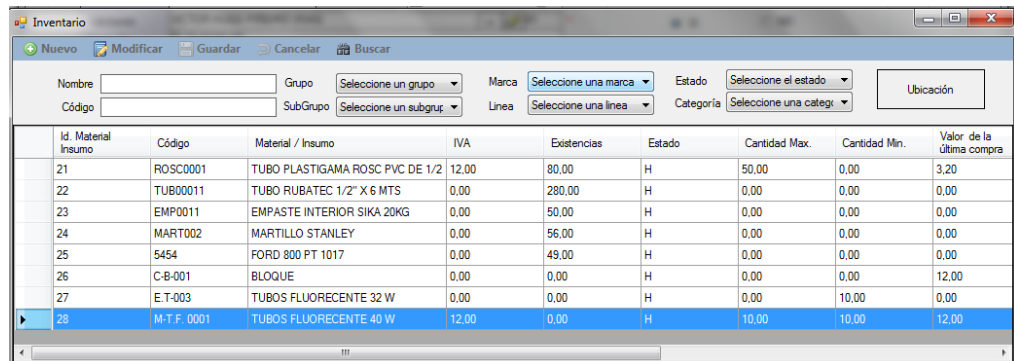 Inventario
Nuevo Modificar Guardar Cancelar Buscar
Nombre Grupo Seleccione un grupo Marca Seleccione una marca Estado Seleccione el estado Ubicación
Código SubGrupo Seleccione un subgrup Linea Seleccione una linea Categoría Seleccione una catego
Id. Material Insumo Código Material / Insumo IVA Existencias Estado Cantidad Max. Cantidad Min. Valor de la última compra
21 ROSC0001 TUBO PLASTIGAMA ROSC PVC DE 1/2 12,00 80,00 H 50,00 0,00 3,20
22 TUB00011 TUBO RUBATEC 1/2" X 6 MTS 0,00 280,00 H 0,00 0,00 0,00
23 EMP0011 EMPASTE INTERIOR SIKA 20KG 0,00 50,00 H 0,00 0,00 0,00
24 MART002 MARTILLO STANLEY 0,00 56,00 H 0,00 0,00 0,00
25 5454 FORD 800 PT 1017 0,00 49,00 H 0,00 0,00 0,00
26 C-B-001 BLOQUE 0,00 0,00 H 0,00 0,00 12,00
27 E.T-003 TUBOS FLUORECENTE 32 W 0,00 0,00 H 0,00 10,00 0,00
28 M-T.F. 0001 TUBOS FLUORECENTE 40 W 12,00 0,00 H 10,00 10,00 12,00